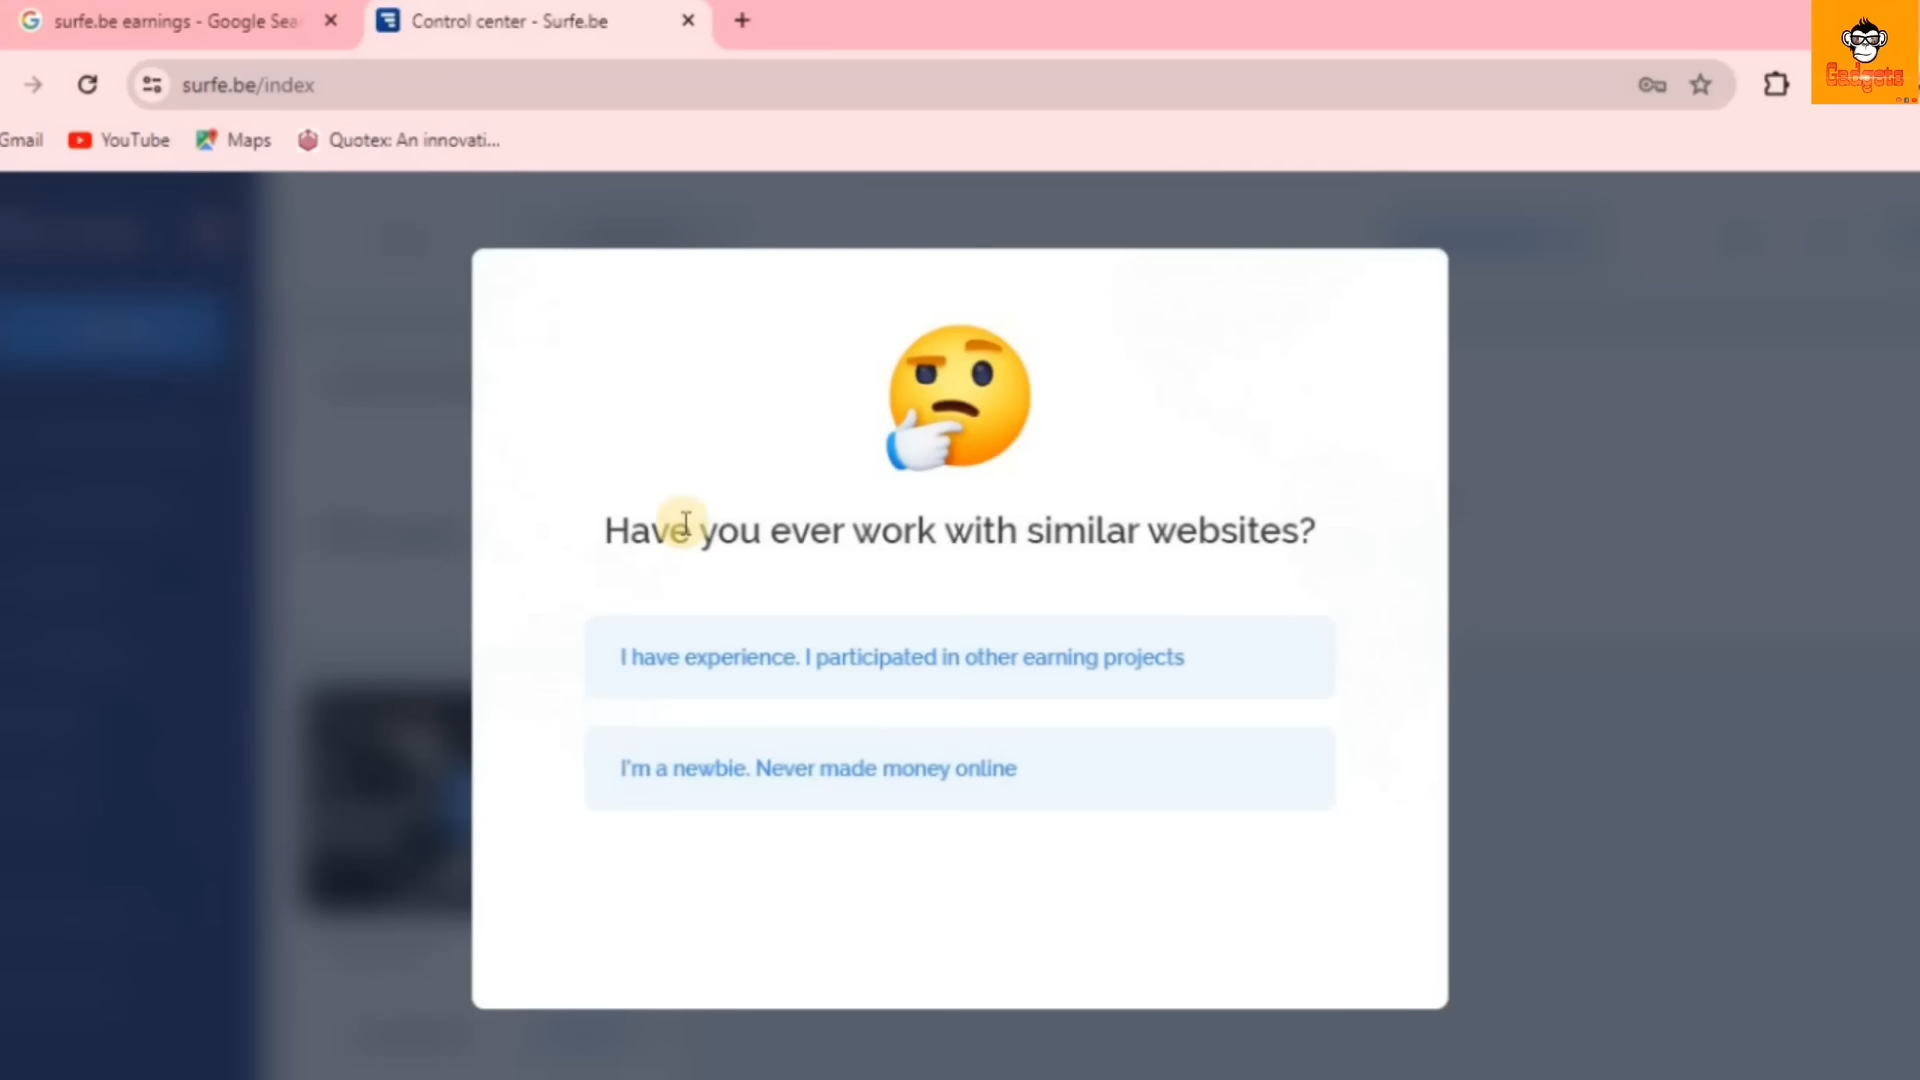 surfe.be earnings - Google Sea
Control center - Surfe.be
Gadgets
surfe.be/index
Gmail
YouTube
Maps
Quotex: An innovati...
Have you ever work with similar websites?
I have experience. I participated in other earning projects
I'm a newbie. Never made money online